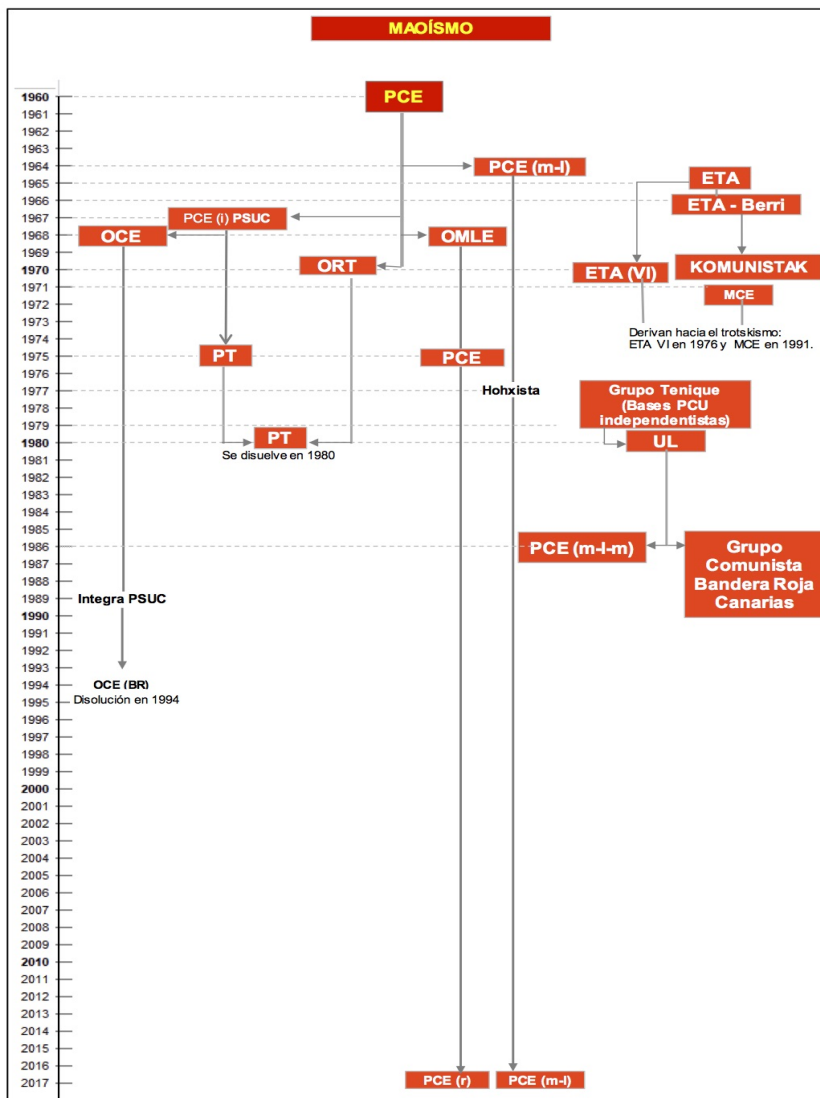 MAOÍSMO
1960
PCE
1961
1962
1963
1964
PCE (m-l)
1965
ETA
1966
ETA - Berri
1967
PCE (i) PSUC
1968
OCE
OMLE
1969
1970
ORT
ETA (VI)
KOMUNISTAK
1971
MCE
1972
1973
Derivan hacia el trotskismo:
ETA VI en 1976 y MCE en 1991.
1974
1975
PT
PCE
1976
1977
Hohxista
Grupo Tenique
(Bases PCU
independentistas)
1978
1979
1980
PT
UL
Se disuelve en 1980
1981
1982
1983
1984
1985
1986
PCE (m-l-m)
Grupo
Comunista
Bandera Roja
Canarias
1987
1988
1989
Integra PSUC
1990
1991
1992
1993
1994
OCE (BR)
Disolución en 1994
1995
1996
1997
1998
1999
2000
2001
2002
2003
2004
2005
2006
2007
2008
2009
2010
2011
2012
2013
2014
2015
2016
2017
PCE (r)
PCE (m-l)